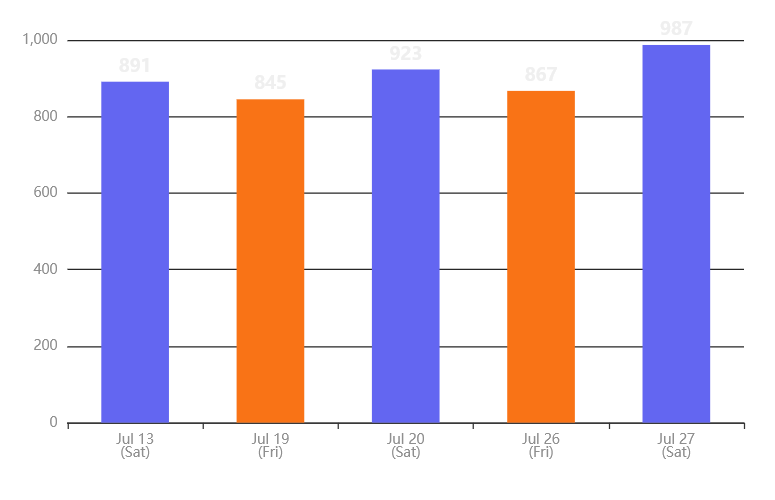 987
1,000
923
891
867
845
800
600
400
200
0
Jul 13
(Sat)
Jul 19
(Fri)
Jul 20
(Sat)
Jul 26
(Fri)
Jul 27
(Sat)